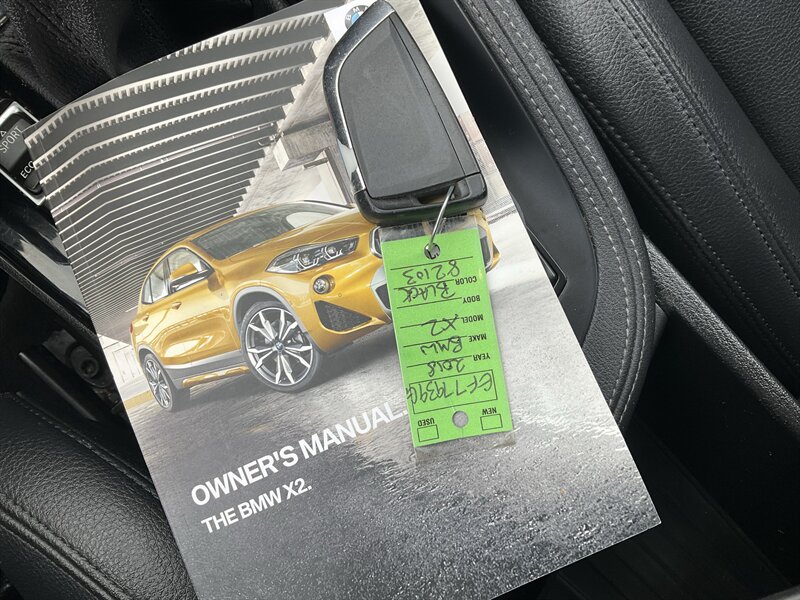 SPORT
ECO
OWNER'S MANUAL.
THE BMW X2.
NEW
USED
EF77939G
YEAR 2018
MAKE BMW
MODEL X2
BODY
COLOR BLACK
82103